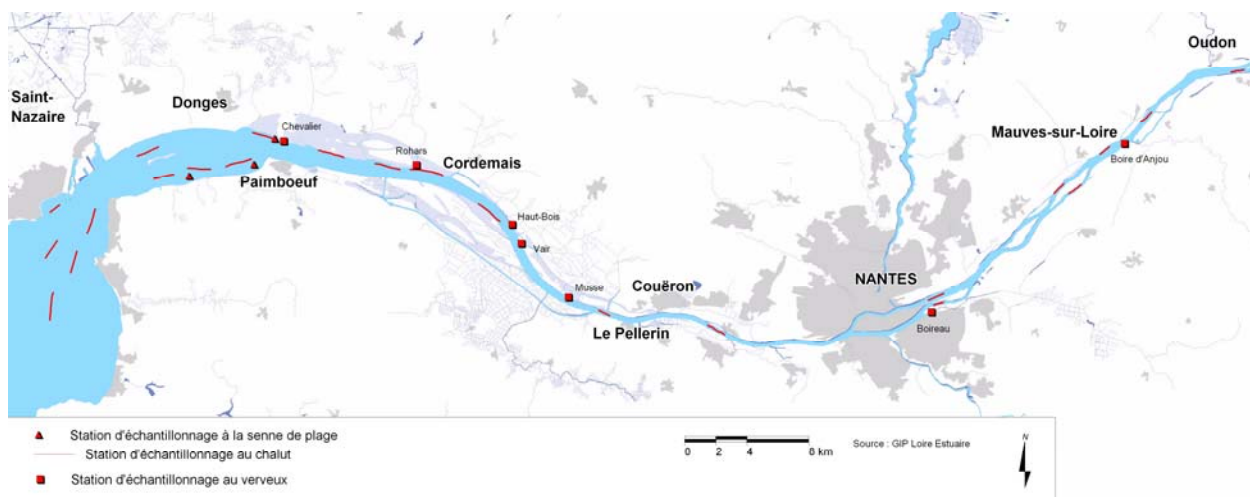 Oudon
Saint-
Nazaire
Donges
Chevalier
Mauves-sur-Loire
Rohars
Cordemais
Boire d'Anjou
Paimboeuf
Haut-Bois
Vair
NANTES
Musse
Couëron
Boireau
Le Pellerin
Station d'échantillonnage à la senne de plage
Station d'échantillonnage au chalut
Station d'échantillonnage au verveux
0 2 4 8 km
Source : GIP Loire Estuaire
N